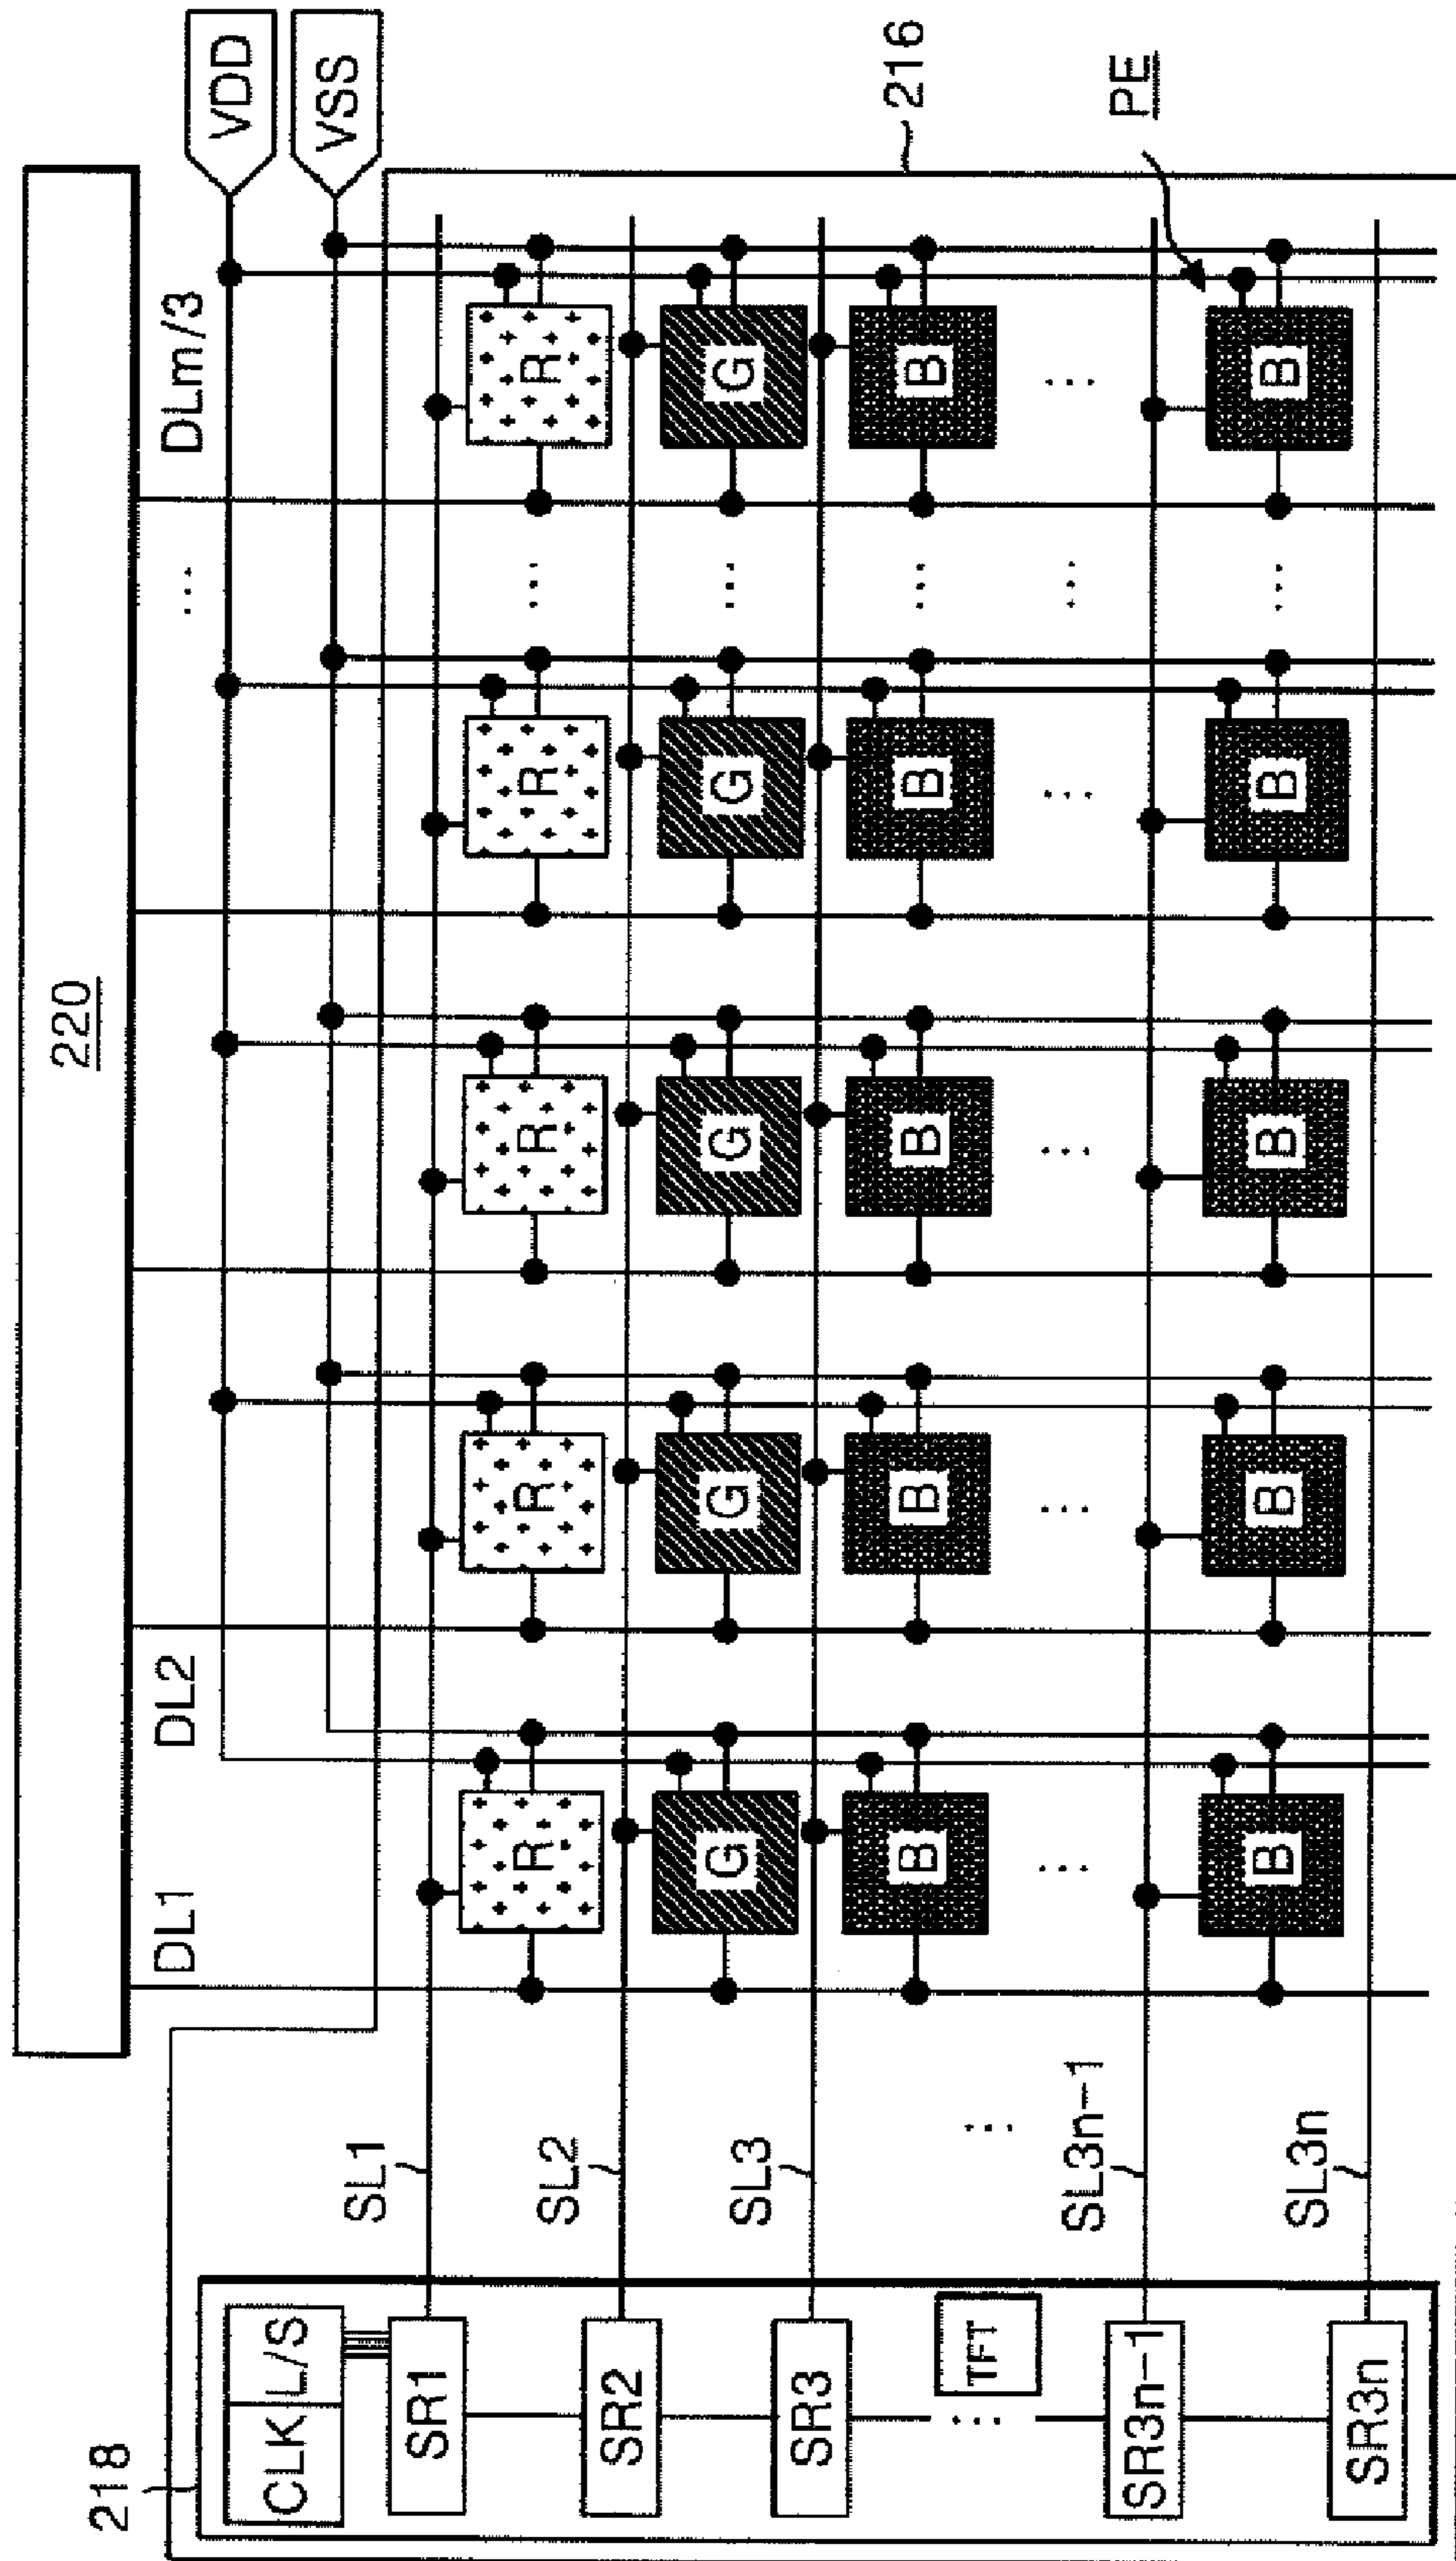 220
VDD
VSS
DL1
DL2
...
DLm/3
216
218
CLK
L/S
SR1
SL1
R
R
R
R
...
R
SR2
SL2
G
G
G
G
...
G
SR3
SL3
B
B
B
B
...
B
TFT
...
...
...
...
...
...
...
...
PE
SR3n-1
SL3n-1
B
B
B
B
...
B
SR3n
SL3n